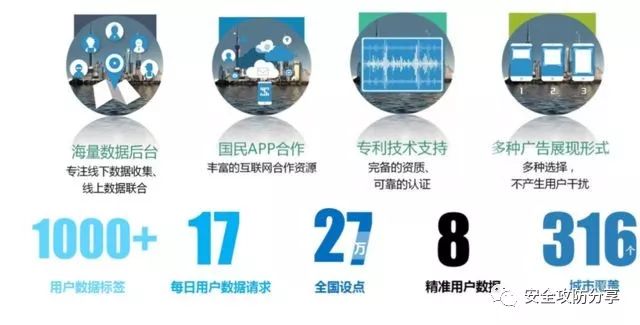 海量数据后台
国民APP合作
专利技术支持
多种广告展现形式
专注线下数据收集、
线上数据联合
丰富的互联网合作资源
完备的资质、
可靠的认证
多种选择，
不产生用户干扰
1 2 3
1000+
17
27万
8
316个
用户数据标签
每日用户数据请求
全国设点
精准用户数据
城市覆盖
安全攻防分享